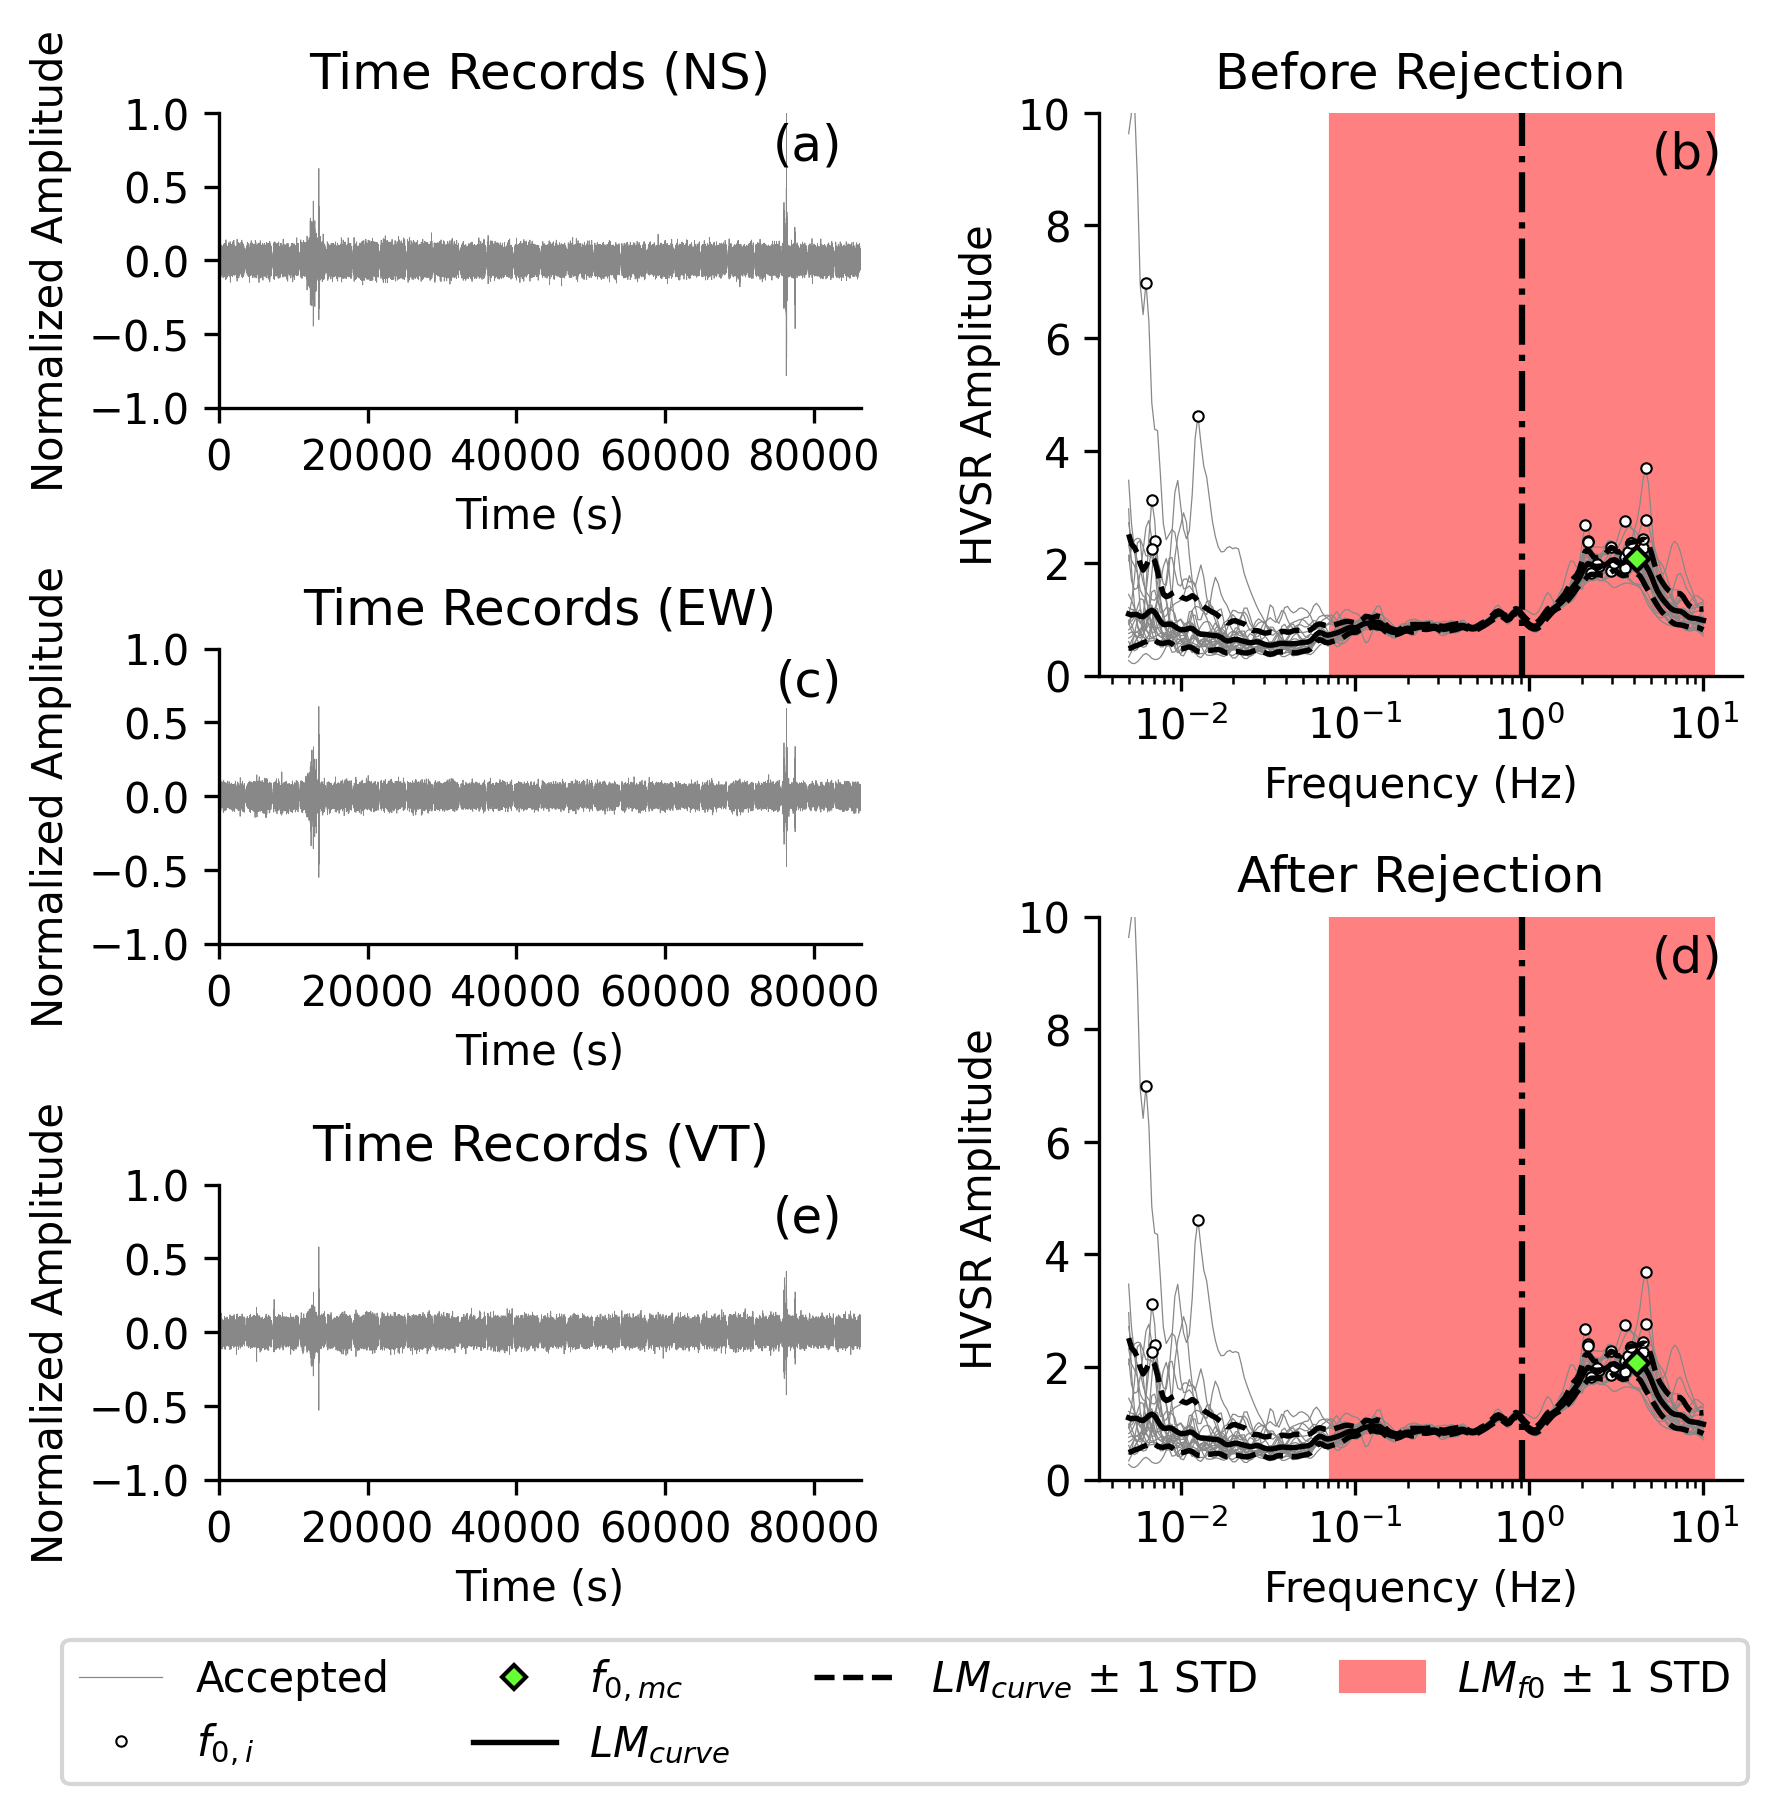 Time Records (NS)
(a)
Normalized Amplitude
1.0
0.5
0.0
−0.5
−1.0
0 20000 40000 60000 80000
Time (s)
Before Rejection
(b)
HVSR Amplitude
10
8
6
4
2
0
10⁻² 10⁻¹ 10⁰ 10¹
Frequency (Hz)
Time Records (EW)
(c)
Normalized Amplitude
1.0
0.5
0.0
−0.5
−1.0
0 20000 40000 60000 80000
Time (s)
After Rejection
(d)
HVSR Amplitude
10
8
6
4
2
0
10⁻² 10⁻¹ 10⁰ 10¹
Frequency (Hz)
Time Records (VT)
(e)
Normalized Amplitude
1.0
0.5
0.0
−0.5
−1.0
0 20000 40000 60000 80000
Time (s)
Accepted
f0,i
f0,mc
LMcurve
LMcurve ± 1 STD
LMf0 ± 1 STD